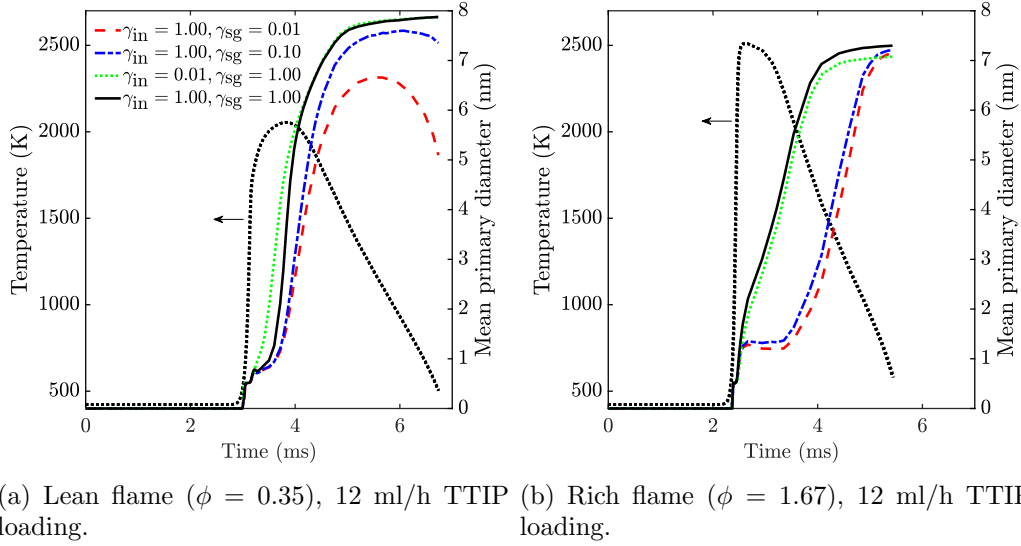 γin = 1.00, γsg = 0.01
γin = 1.00, γsg = 0.10
γin = 0.01, γsg = 1.00
γin = 1.00, γsg = 1.00
Temperature (K)
2500
2000
1500
1000
500
0 2 4 6
Time (ms)
8
7
6
5
4
3
2
1
0
Mean primary diameter (nm)
Temperature (K)
2500
2000
1500
1000
500
0 2 4 6
Time (ms)
8
7
6
5
4
3
2
1
0
Mean primary diameter (nm)
(a) Lean flame (ϕ = 0.35), 12 ml/h TTIP
loading.
(b) Rich flame (ϕ = 1.67), 12 ml/h TTIP
loading.